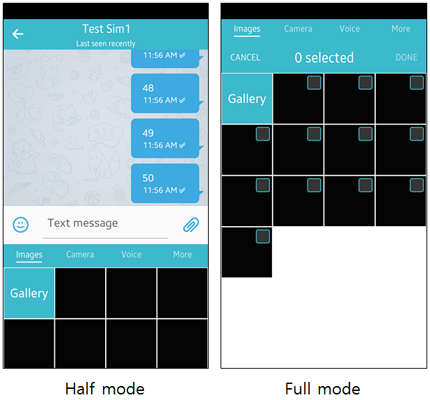 Test Sim1
Last seen recently
11:56 AM
48
11:56 AM
49
11:56 AM
50
11:56 AM
Text message
Images Camera Voice More
Gallery
Half mode
Images Camera Voice More
CANCEL 0 selected DONE
Gallery
Full mode